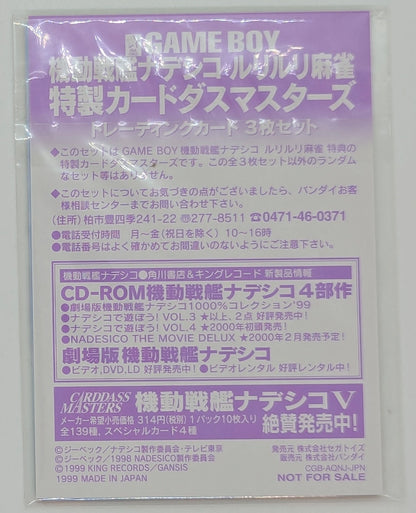 GAME BOY
機動戦艦ナデシコ ルリルリ麻雀
特製カードダスマスターズ
トレーディングカード 3枚セット
◆このセットは GAME BOY 機動戦艦ナデシコ ルリルリ麻雀 特典の
特製カードダスマスターズです。この全3枚セット以外のランダム
なセット等はありません。
◆このセットについてお気づきの点がございましたら、バンダイお客
様相談センターまでお問い合わせ下さい。
(住所) 柏市豊四季241-22 〠277-8511 ☎0471-46-0371
●電話受付時間 月〜金(祝日を除く) 10〜16時
●電話番号はよく確かめてお間違いのないようにご注意下さい。
機動戦艦ナデシコ●角川書店&キングレコード 新製品情報
CD-ROM機動戦艦ナデシコ4部作
●劇場版機動戦艦ナデシコ1000%コレクション'99
●ナデシコで遊ぼう! VOL.3 ★以上、2点 好評発売中!
●ナデシコで遊ぼう! VOL.4 ★2000年初頭発売!
●NADESICO THE MOVIE DELUX ★2000年2月発売予定!
劇場版機動戦艦ナデシコ
●ビデオ,DVD,LD 好評発売中! ●ビデオレンタル 好評レンタル中!
CARDDASS MASTERS 機動戦艦ナデシコV
メーカー希望小売価格 314円(税別) 1パック10枚入り
全139種、スペシャルカード4種
絶賛発売中!
©ジーベック/ナデシコ製作委員会・テレビ東京
©ジーベック/1998 NADESICO製作委員会
©1999 KING RECORDS/GANSIS
1999 MADE IN JAPAN
発売元 株式会社セガトイズ
販売元 株式会社バンダイ
CGB-AQNJ-JPN
NOT FOR SALE